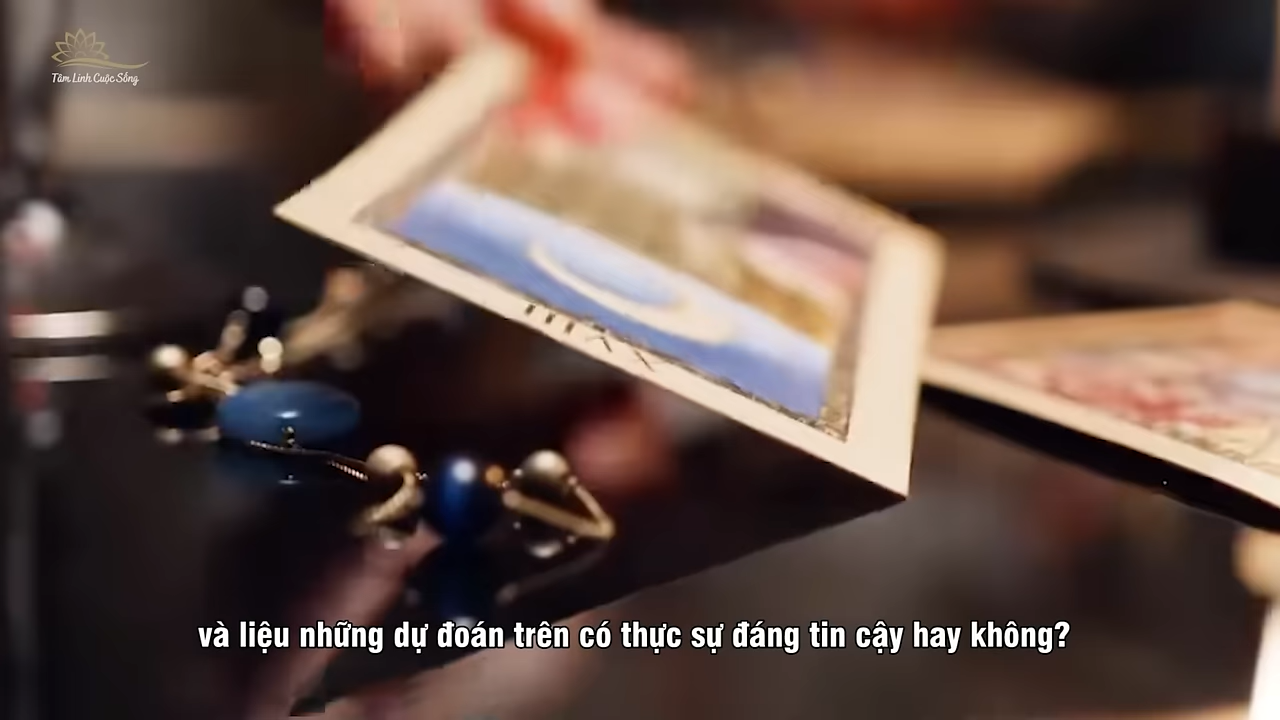 Tâm Linh Cuộc Sống
và liệu những dự đoán trên có thực sự đáng tin cậy hay không?